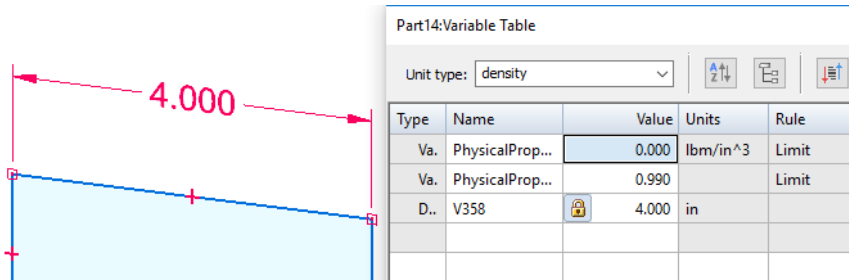 4.000
Part14:Variable Table
Unit type: density
Type Name Value Units Rule
Va. PhysicalProp... 0.000 lbm/in^3 Limit
Va. PhysicalProp... 0.990 Limit
D.. V358 4.000 in